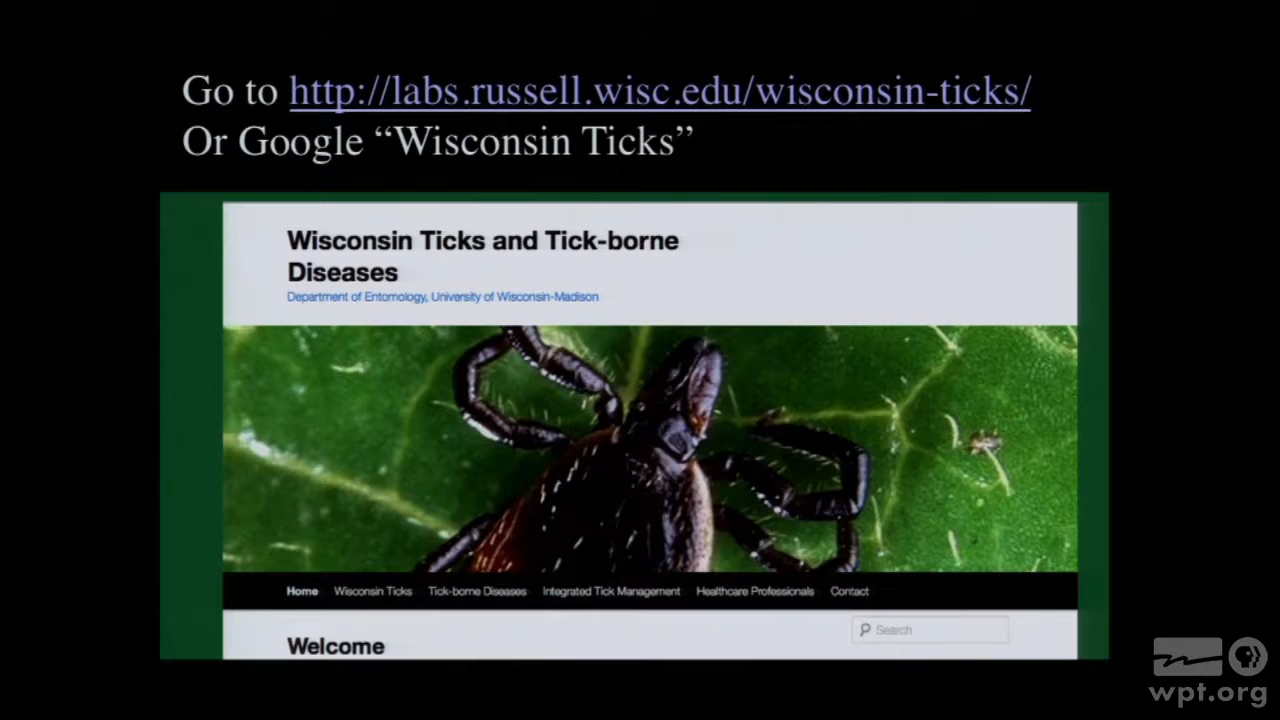 Go to http://labs.russell.wisc.edu/wisconsin-ticks/
Or Google “Wisconsin Ticks”
Wisconsin Ticks and Tick-borne
Diseases
Department of Entomology, University of Wisconsin-Madison
Home Wisconsin Ticks Tick-borne Diseases Integrated Tick Management Healthcare Professionals Contact
Search
Welcome
wpt.org